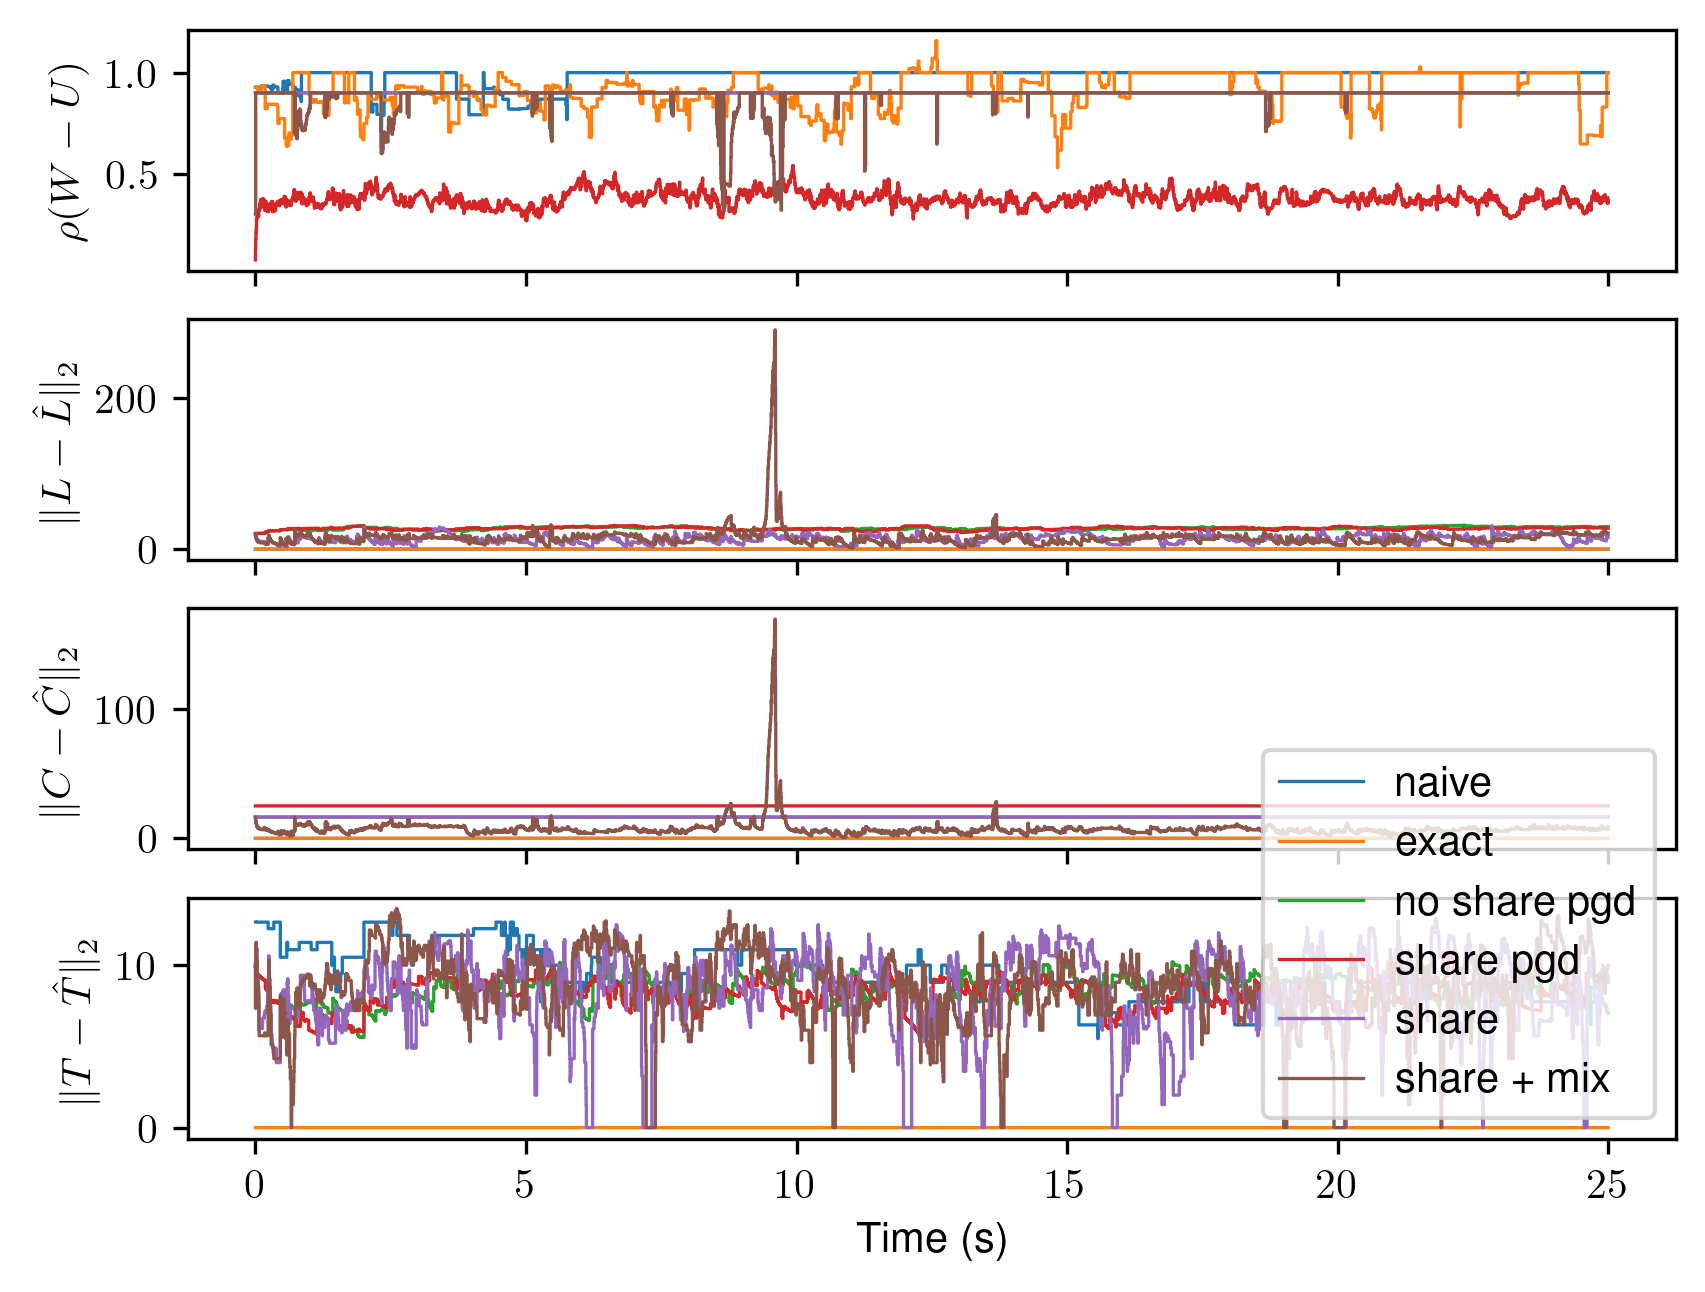 ρ(W − U)
1.0
0.5
||L − L̂||₂
200
0
||C − Ĉ||₂
100
0
||T − T̂||₂
10
0
0 5 10 15 20 25
Time (s)
naive
exact
no share pgd
share pgd
share
share + mix